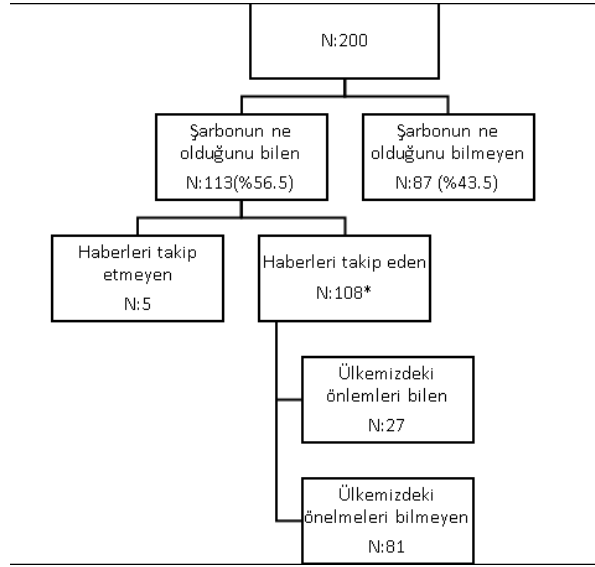 N:200
Şarbonun ne
olduğunu bilen
N:113(%56.5)
Şarbonun ne
olduğunu bilmeyen
N:87 (%43.5)
Haberleri takip
etmeyen
N:5
Haberleri takip eden
N:108*
Ülkemizdeki
önlemleri bilen
N:27
Ülkemizdeki
önelmeleri bilmeyen
N:81